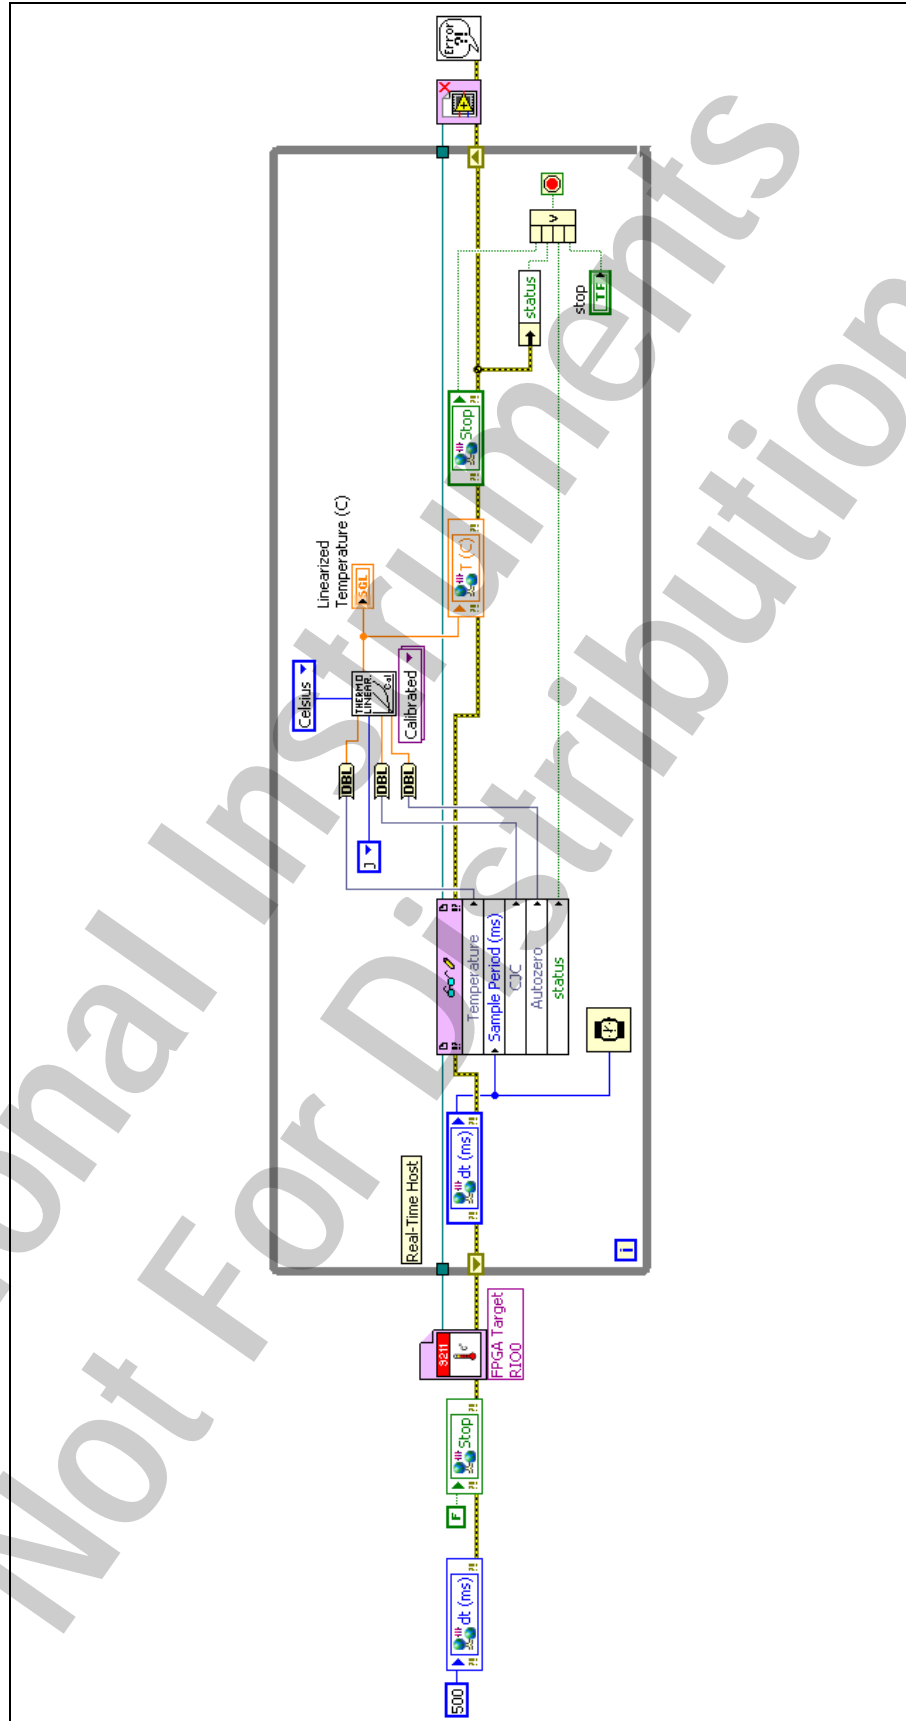 500
dt (ms)
F
Stop
9211
FPGA Target
RIO0
Real-Time Host
i
dt (ms)
Temperature
Sample Period (ms)
CJC
Autozero
status
J
DBL
DBL
DBL
Celsius
THERMO
LINEAR.
Cal
Calibrated
Linearized
Temperature (C)
SGL
T (C)
Stop
status
stop
TF
V
Error
?!
onal Instruments
Not For Distribution